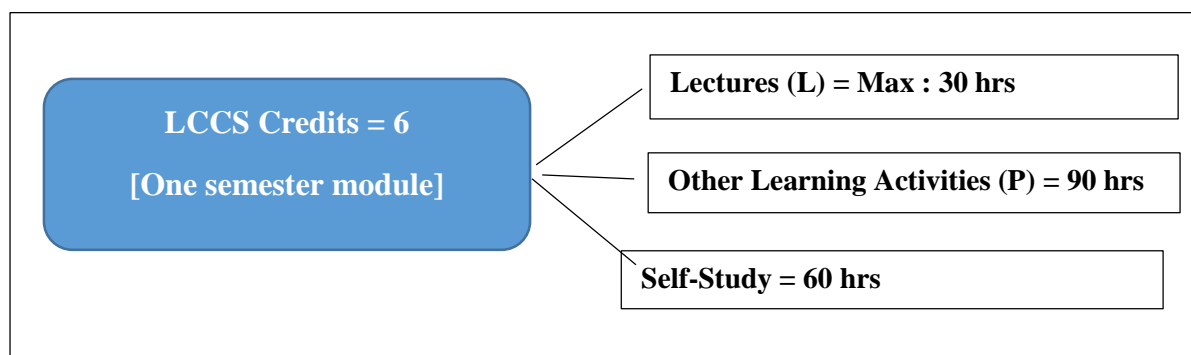 LCCS Credits = 6
[One semester module]
Lectures (L) = Max : 30 hrs
Other Learning Activities (P) = 90 hrs
Self-Study = 60 hrs